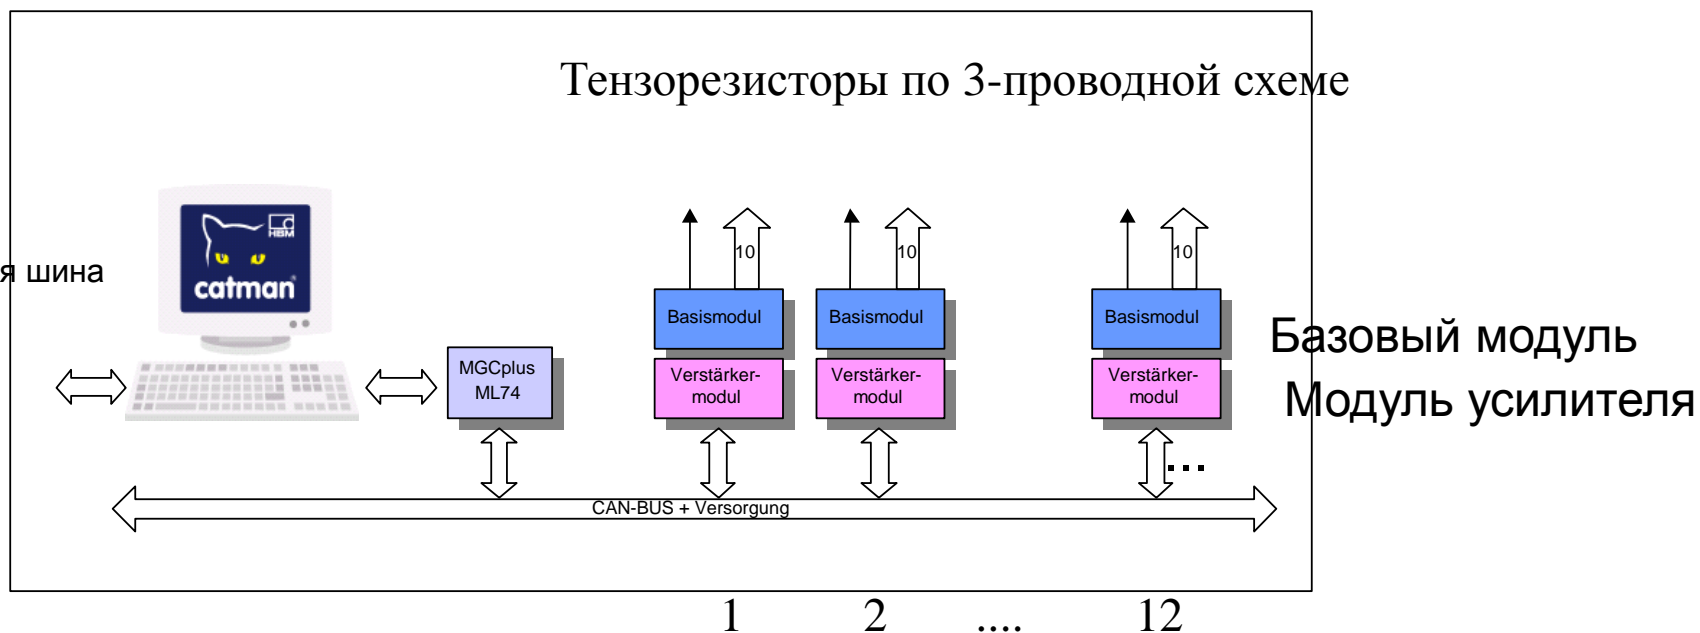 Тензорезисторы по 3-проводной схеме
HBM
catman®
я шина
10
10
10
Basismodul
Basismodul
Basismodul
Базовый модуль
MGCplus
ML74
Verstärker-
modul
Verstärker-
modul
Verstärker-
modul
Модуль усилителя
...
CAN-BUS + Versorgung
1 2 .... 12